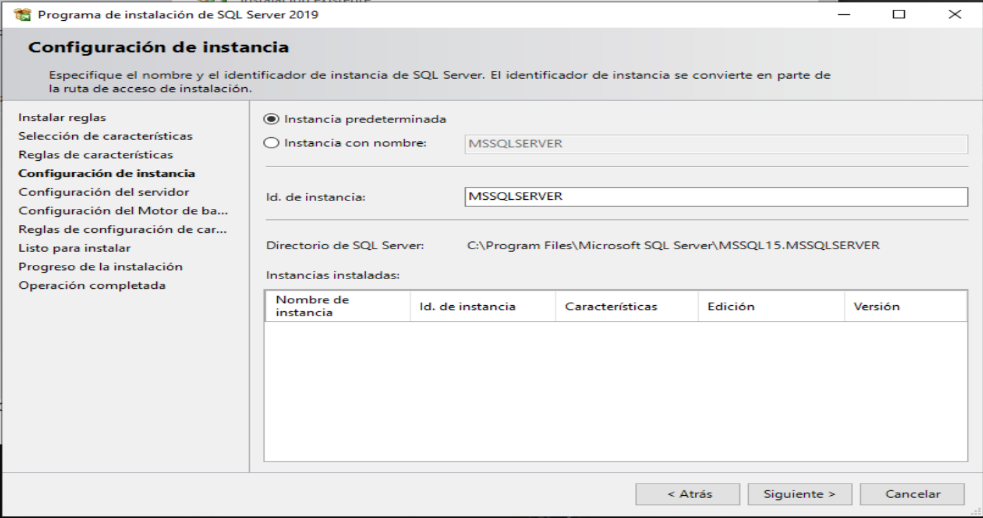 Programa de instalación de SQL Server 2019
Configuración de instancia
Especifique el nombre y el identificador de instancia de SQL Server. El identificador de instancia se convierte en parte de
la ruta de acceso de instalación.
Instalar reglas
Selección de características
Reglas de características
Configuración de instancia
Configuración del servidor
Configuración del Motor de ba...
Reglas de configuración de car...
Listo para instalar
Progreso de la instalación
Operación completada
Instancia predeterminada
Instancia con nombre: MSSQLSERVER
Id. de instancia: MSSQLSERVER
Directorio de SQL Server: C:\Program Files\Microsoft SQL Server\MSSQL15.MSSQLSERVER
Instancias instaladas:
Nombre de
instancia
Id. de instancia
Características
Edición
Versión
< Atrás
Siguiente >
Cancelar